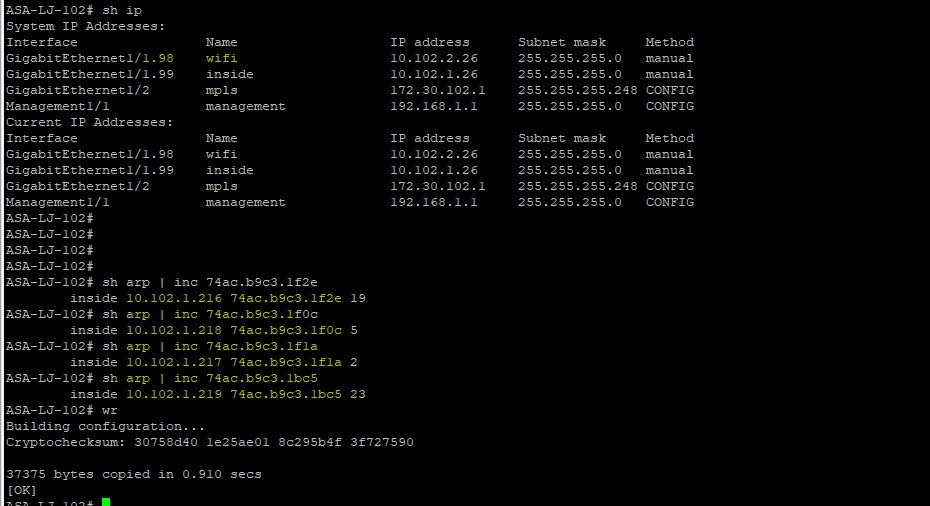 ASA-LJ-102# sh ip
System IP Addresses:
Interface Name IP address Subnet mask Method
GigabitEthernet1/1.98 wifi 10.102.2.26 255.255.255.0 manual
GigabitEthernet1/1.99 inside 10.102.1.26 255.255.255.0 manual
GigabitEthernet1/2 mpls 172.30.102.1 255.255.255.248 CONFIG
Management1/1 management 192.168.1.1 255.255.255.0 CONFIG
Current IP Addresses:
Interface Name IP address Subnet mask Method
GigabitEthernet1/1.98 wifi 10.102.2.26 255.255.255.0 manual
GigabitEthernet1/1.99 inside 10.102.1.26 255.255.255.0 manual
GigabitEthernet1/2 mpls 172.30.102.1 255.255.255.248 CONFIG
Management1/1 management 192.168.1.1 255.255.255.0 CONFIG
ASA-LJ-102#
ASA-LJ-102#
ASA-LJ-102#
ASA-LJ-102#
ASA-LJ-102# sh arp | inc 74ac.b9c3.1f2e
inside 10.102.1.216 74ac.b9c3.1f2e 19
ASA-LJ-102# sh arp | inc 74ac.b9c3.1f0c
inside 10.102.1.218 74ac.b9c3.1f0c 5
ASA-LJ-102# sh arp | inc 74ac.b9c3.1f1a
inside 10.102.1.217 74ac.b9c3.1f1a 2
ASA-LJ-102# sh arp | inc 74ac.b9c3.1bc5
inside 10.102.1.219 74ac.b9c3.1bc5 23
ASA-LJ-102# wr
Building configuration...
Cryptochecksum: 30758d40 1e25ae01 8c295b4f 3f727590
37375 bytes copied in 0.910 secs
[OK]
ASA-LJ-102#